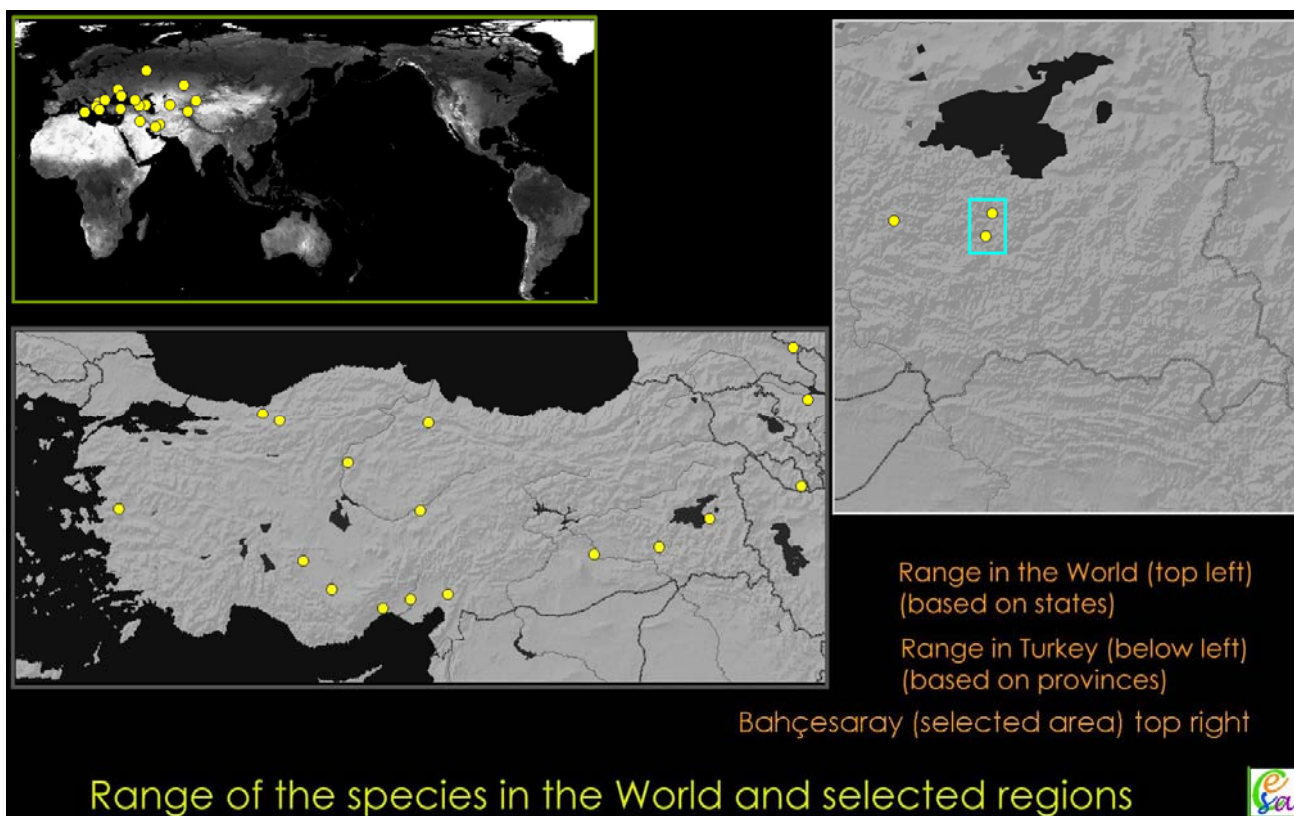 Range in the World (top left)
(based on states)
Range in Turkey (below left)
(based on provinces)
Bahçesaray (selected area) top right
Range of the species in the World and selected regions
esa